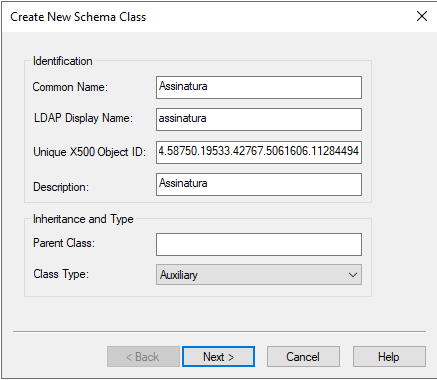 Create New Schema Class
Identification
Common Name: Assinatura
LDAP Display Name: assinatura
Unique X500 Object ID: 4.58750.19533.42767.5061606.11284494
Description: Assinatura
Inheritance and Type
Parent Class:
Class Type: Auxiliary
< Back Next > Cancel Help